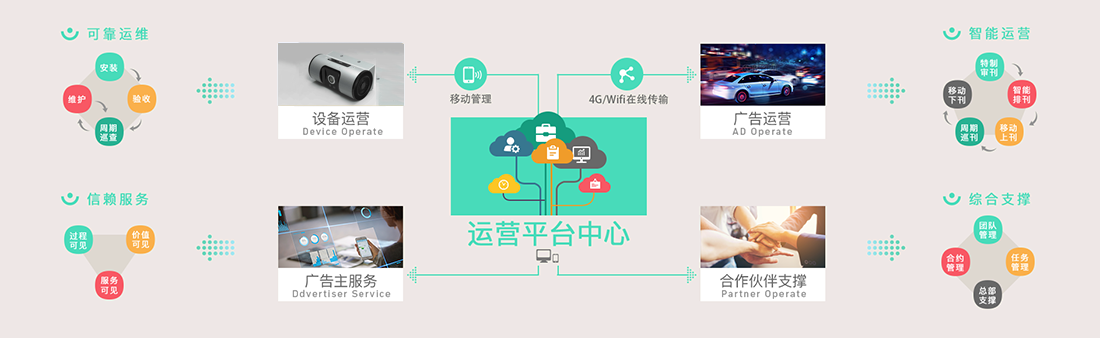 可靠运维
安装
维护
验收
周期
巡查
设备运营
Device Operate
移动管理
4G/Wifi在线传输
广告运营
AD Operate
智能运营
特制
审刊
移动
下刊
智能
排刊
周期
巡刊
移动
上刊
运营平台中心
信赖服务
过程
可见
价值
可见
服务
可见
广告主服务
Ddvertiser Service
合作伙伴支撑
Partner Operate
综合支撑
团队
管理
合约
管理
任务
管理
总部
支撑